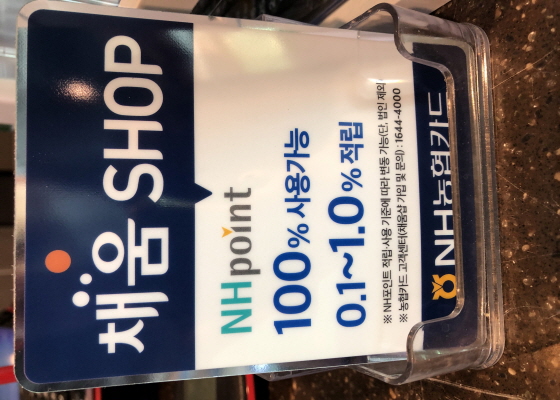 채움 SHOP
NHpoint
100% 사용가능
0.1~1.0% 적립
※ NH포인트 적립·사용 기준에 따라 변동 가능(단, 법인 제외)
※ 농협카드 고객센터(채움샵 가입 및 문의) : 1644-4000
NH농협카드